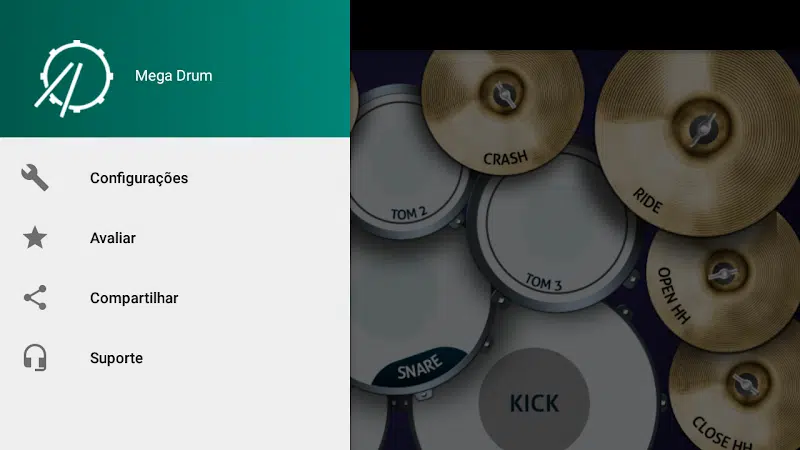 Mega Drum
Configurações
Avaliar
Compartilhar
Suporte
CRASH
RIDE
TOM 2
TOM 3
OPEN HH
SNARE
KICK
CLOSE HH